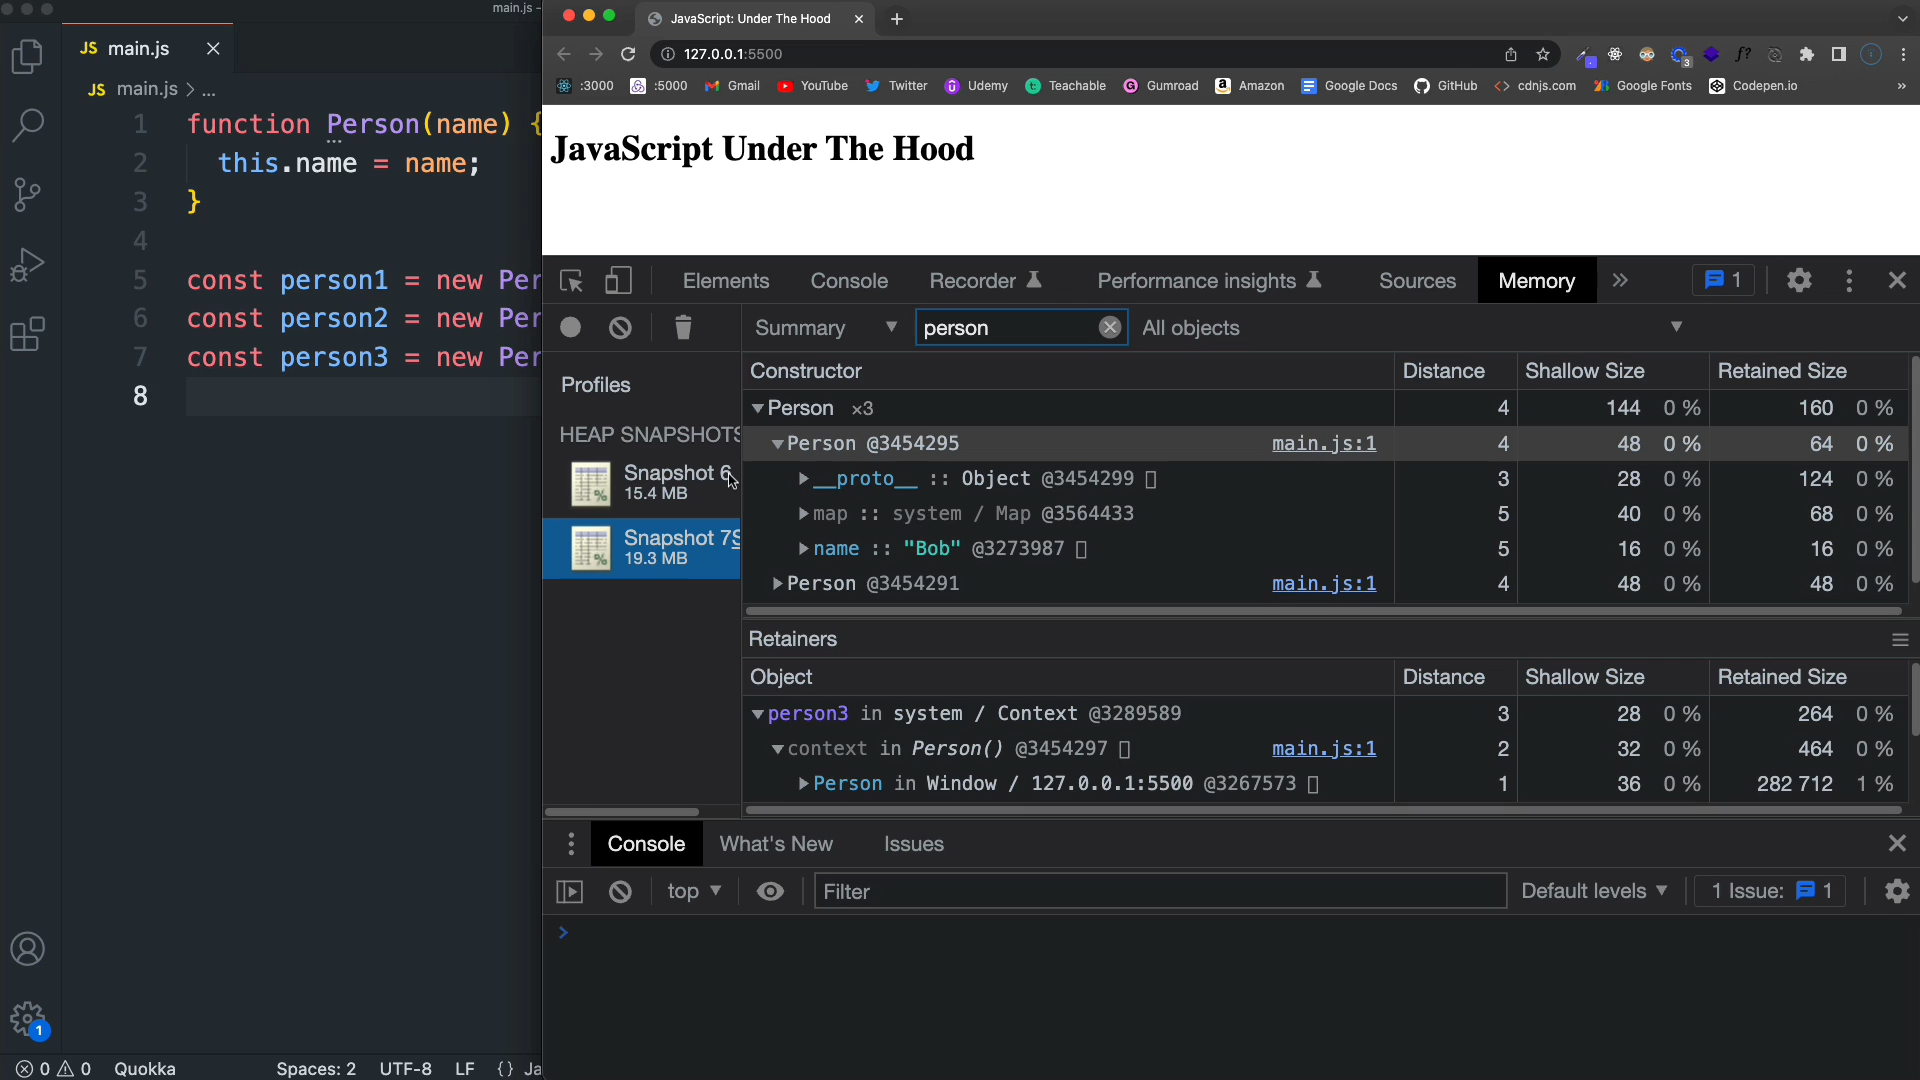 main.js –
JS main.js
JS main.js > ...
1 function Person(name) {
2 this.name = name;
3 }
4
5 const person1 = new Per
6 const person2 = new Per
7 const person3 = new Per
8
1
0 0 Quokka Spaces: 2 UTF-8 LF {} Ja
JavaScript: Under The Hood
127.0.0.1:5500
3
:3000 :5000 Gmail YouTube Twitter Udemy Teachable Gumroad Amazon Google Docs GitHub cdnjs.com Google Fonts Codepen.io »
JavaScript Under The Hood
Elements Console Recorder Performance insights Sources Memory » 1
Summary person All objects
Profiles
HEAP SNAPSHOTS
Snapshot 6
15.4 MB
Snapshot 7S
19.3 MB
Constructor Distance Shallow Size Retained Size
Person ×3 4 144 0 % 160 0 %
Person @3454295 main.js:1 4 48 0 % 64 0 %
__proto__ :: Object @3454299 3 28 0 % 124 0 %
map :: system / Map @3564433 5 40 0 % 68 0 %
name :: "Bob" @3273987 5 16 0 % 16 0 %
Person @3454291 main.js:1 4 48 0 % 48 0 %
Retainers
Object Distance Shallow Size Retained Size
person3 in system / Context @3289589 3 28 0 % 264 0 %
context in Person() @3454297 main.js:1 2 32 0 % 464 0 %
Person in Window / 127.0.0.1:5500 @3267573 1 36 0 % 282 712 1 %
Console What's New Issues
top Filter Default levels 1 Issue: 1
>